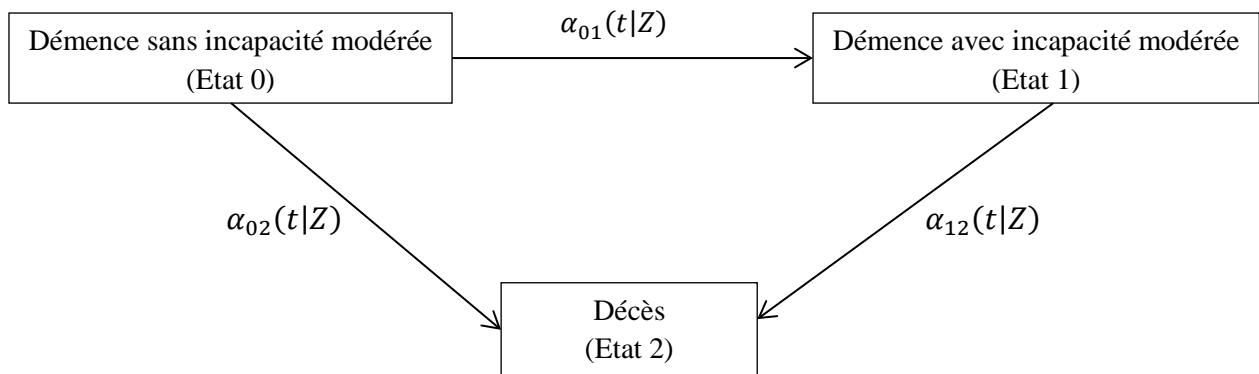 α₀₁(t|Z)
Démence sans incapacité modérée
(Etat 0)
Démence avec incapacité modérée
(Etat 1)
α₀₂(t|Z)
α₁₂(t|Z)
Décès
(Etat 2)